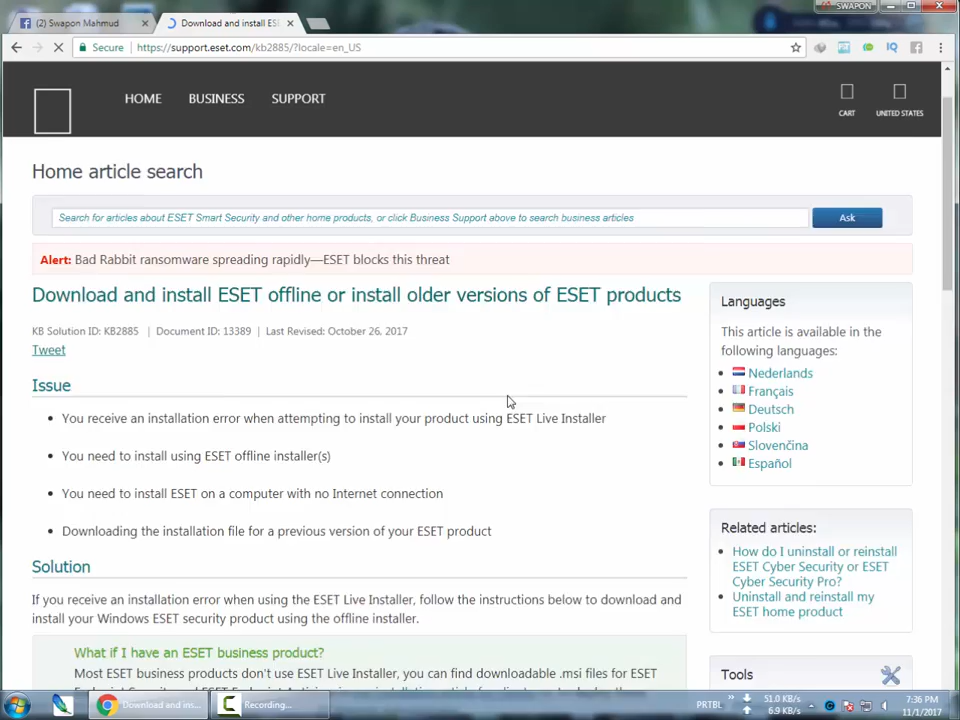 SWAPON
(2) Swapon Mahmud
Download and install ESE
Secure
https://support.eset.com/kb2885/?locale=en_US
HOME
BUSINESS
SUPPORT
CART
UNITED STATES
Home article search
Search for articles about ESET Smart Security and other home products, or click Business Support above to search business articles
Ask
Alert: Bad Rabbit ransomware spreading rapidly—ESET blocks this threat
Download and install ESET offline or install older versions of ESET products
KB Solution ID: KB2885 | Document ID: 13389 | Last Revised: October 26, 2017
Tweet
Issue
• You receive an installation error when attempting to install your product using ESET Live Installer
• You need to install using ESET offline installer(s)
• You need to install ESET on a computer with no Internet connection
• Downloading the installation file for a previous version of your ESET product
Solution
If you receive an installation error when using the ESET Live Installer, follow the instructions below to download and
install your Windows ESET security product using the offline installer.
What if I have an ESET business product?
Most ESET business products don't use ESET Live Installer, you can find downloadable .msi files for ESET
Languages
This article is available in the
following languages:
• Nederlands
• Français
• Deutsch
• Polski
• Slovenčina
• Español
Related articles:
• How do I uninstall or reinstall
ESET Cyber Security or ESET
Cyber Security Pro?
• Uninstall and reinstall my
ESET home product
Tools
Download and ins...
Recording...
PRTBL
51.0 KB/s
6.9 KB/s
7:36 PM
11/1/2017